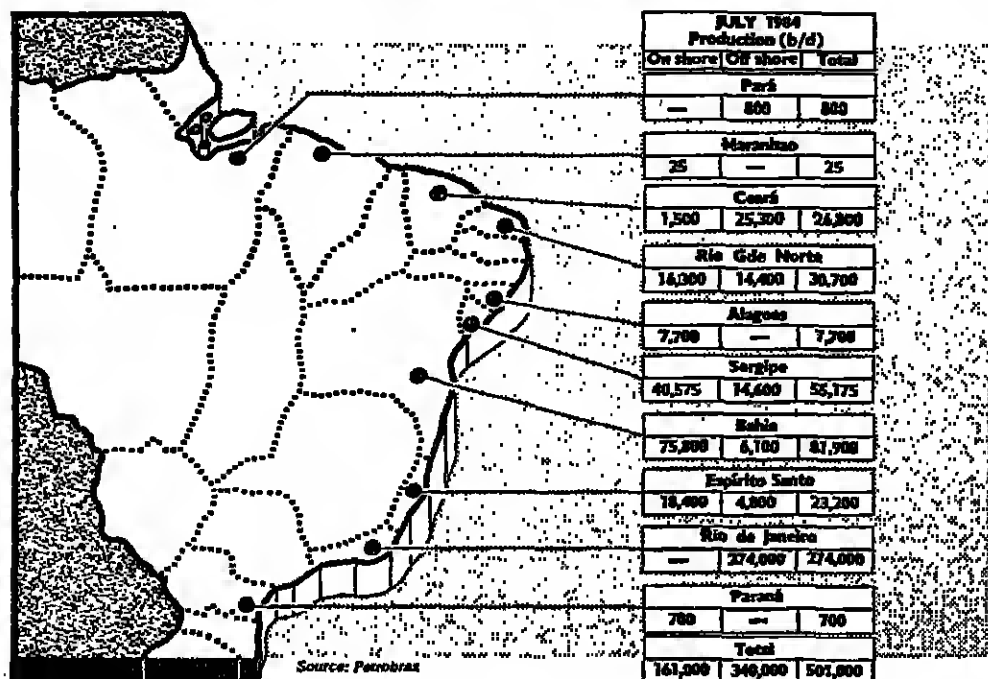 JULY 1984
Production (b/d)
On shore Off shore Total
Pará
— 800 800
Maranhao
25 — 25
Ceará
1,500 25,300 26,800
Rio Gde Norte
16,300 14,400 30,700
Alagoas
7,700 — 7,700
Sergipe
40,575 14,600 55,175
Bahia
75,800 6,100 81,900
Espírito Santo
18,400 4,800 23,200
Rio de Janeiro
— 274,000 274,000
Paraná
700 — 700
Total
161,000 340,000 501,000
Source: Petrobras